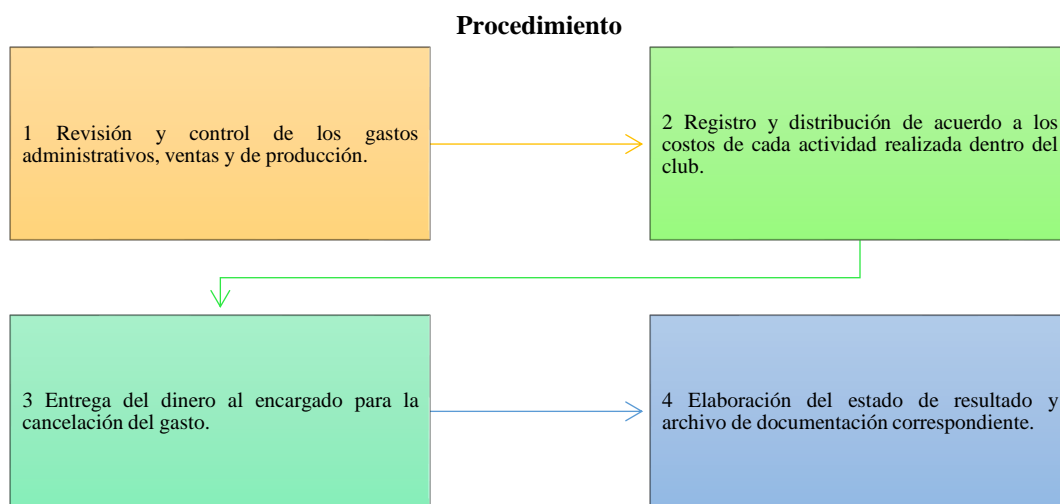 Procedimiento
1 Revisión y control de los gastos
administrativos, ventas y de producción.
2 Registro y distribución de acuerdo a los
costos de cada actividad realizada dentro del
club.
3 Entrega del dinero al encargado para la
cancelación del gasto.
4 Elaboración del estado de resultado y
archivo de documentación correspondiente.